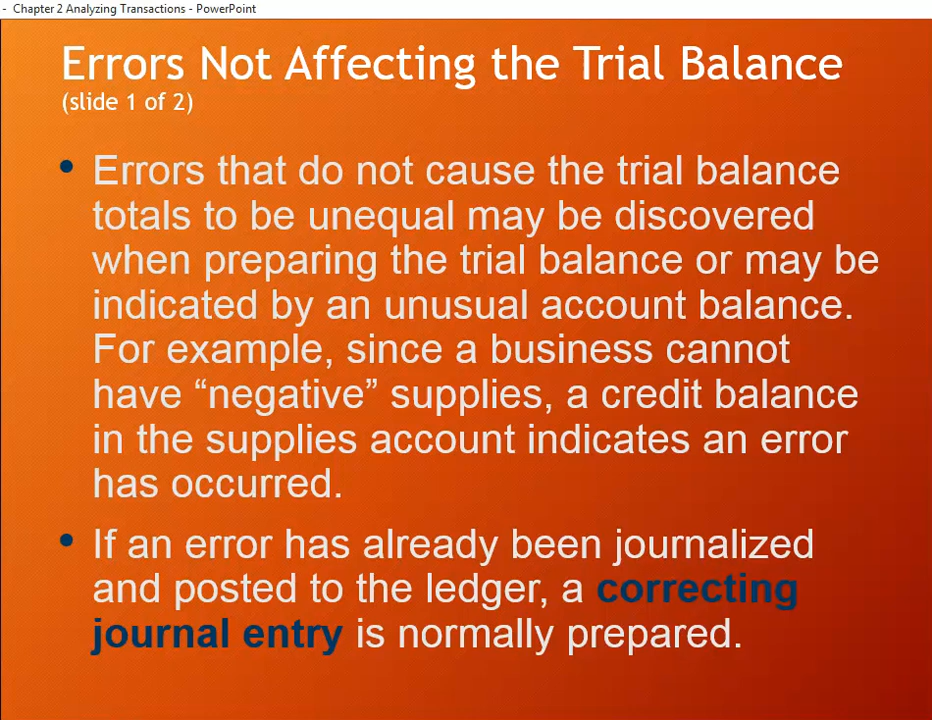 - Chapter 2 Analyzing Transactions - PowerPoint
Errors Not Affecting the Trial Balance
(slide 1 of 2)
• Errors that do not cause the trial balance
totals to be unequal may be discovered
when preparing the trial balance or may be
indicated by an unusual account balance.
For example, since a business cannot
have “negative” supplies, a credit balance
in the supplies account indicates an error
has occurred.
• If an error has already been journalized
and posted to the ledger, a correcting
journal entry is normally prepared.